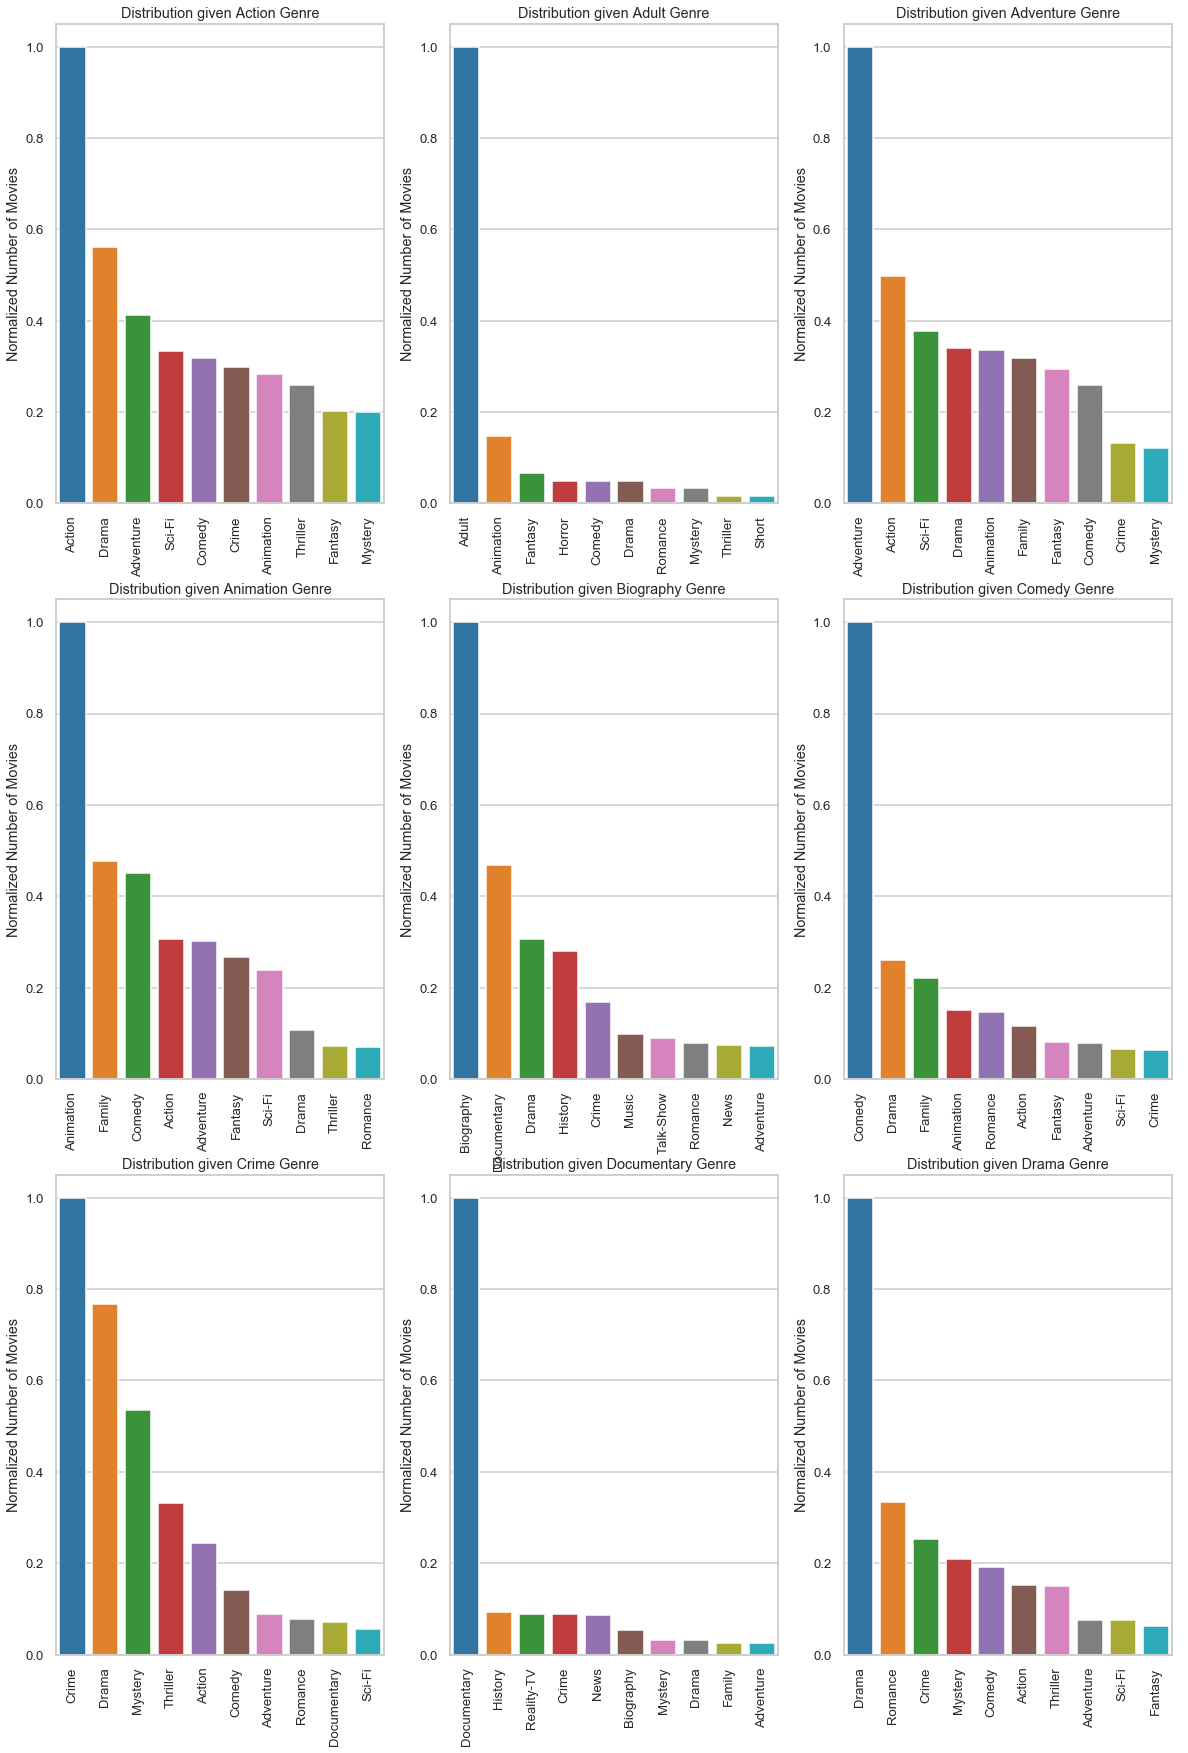 Distribution given Action Genre
Normalized Number of Movies
1.0
0.8
0.6
0.4
0.2
0.0
Action
Drama
Adventure
Sci-Fi
Comedy
Crime
Animation
Thriller
Fantasy
Mystery
Distribution given Adult Genre
Normalized Number of Movies
1.0
0.8
0.6
0.4
0.2
0.0
Adult
Animation
Fantasy
Horror
Comedy
Drama
Romance
Mystery
Thriller
Short
Distribution given Adventure Genre
Normalized Number of Movies
1.0
0.8
0.6
0.4
0.2
0.0
Adventure
Action
Sci-Fi
Drama
Animation
Family
Fantasy
Comedy
Crime
Mystery
Distribution given Animation Genre
Normalized Number of Movies
1.0
0.8
0.6
0.4
0.2
0.0
Animation
Family
Comedy
Action
Adventure
Fantasy
Sci-Fi
Drama
Thriller
Romance
Distribution given Biography Genre
Normalized Number of Movies
1.0
0.8
0.6
0.4
0.2
0.0
Biography
Documentary
Drama
History
Crime
Music
Talk-Show
Romance
News
Adventure
Distribution given Comedy Genre
Normalized Number of Movies
1.0
0.8
0.6
0.4
0.2
0.0
Comedy
Drama
Family
Animation
Romance
Action
Fantasy
Adventure
Sci-Fi
Crime
Distribution given Crime Genre
Normalized Number of Movies
1.0
0.8
0.6
0.4
0.2
0.0
Crime
Drama
Mystery
Thriller
Action
Comedy
Adventure
Romance
Documentary
Sci-Fi
Distribution given Documentary Genre
Normalized Number of Movies
1.0
0.8
0.6
0.4
0.2
0.0
Documentary
History
Reality-TV
Crime
News
Biography
Mystery
Drama
Family
Adventure
Distribution given Drama Genre
Normalized Number of Movies
1.0
0.8
0.6
0.4
0.2
0.0
Drama
Romance
Crime
Mystery
Comedy
Action
Thriller
Adventure
Sci-Fi
Fantasy